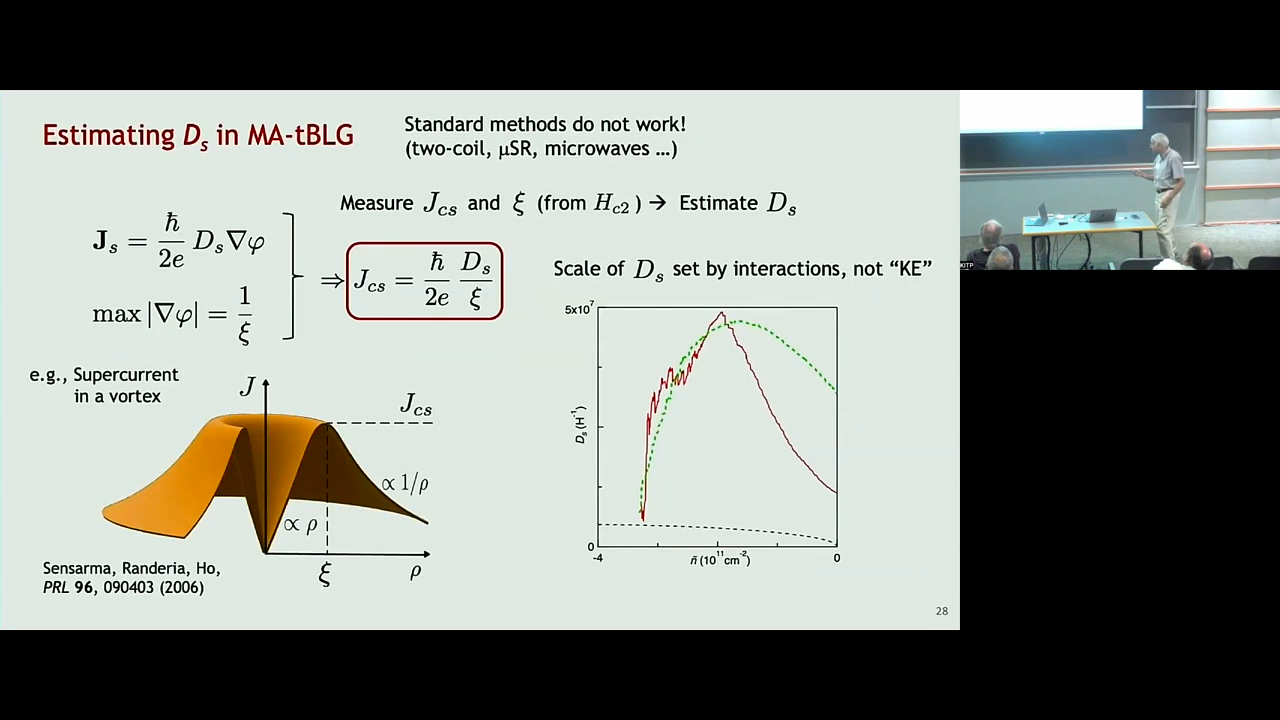 Estimating Ds in MA-tBLG
Standard methods do not work!
(two-coil, μSR, microwaves ...)
Measure J_cs and ξ (from H_c2) → Estimate D_s
J_s = ħ/2e D_s ∇φ
max |∇φ| = 1/ξ
⇒ J_cs = ħ/2e D_s/ξ
Scale of D_s set by interactions, not “KE”
e.g., Supercurrent
in a vortex
J
J_cs
∝ 1/ρ
∝ ρ
ξ
ρ
Sensarma, Randeria, Ho,
PRL 96, 090403 (2006)
5x10^7
D_s (H^-1)
0
-4
ñ (10^11 cm^-2)
0
28
KITP